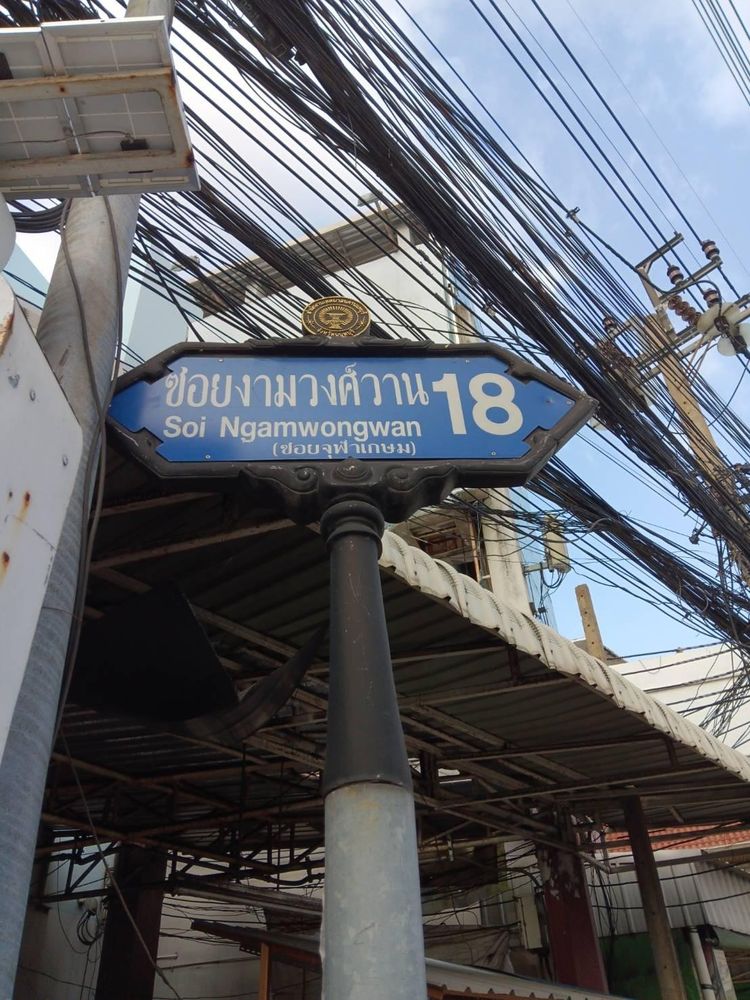 ซอยงามวงศ์วาน 18
Soi Ngamwongwan
(ซอยจุฬาเกษม)